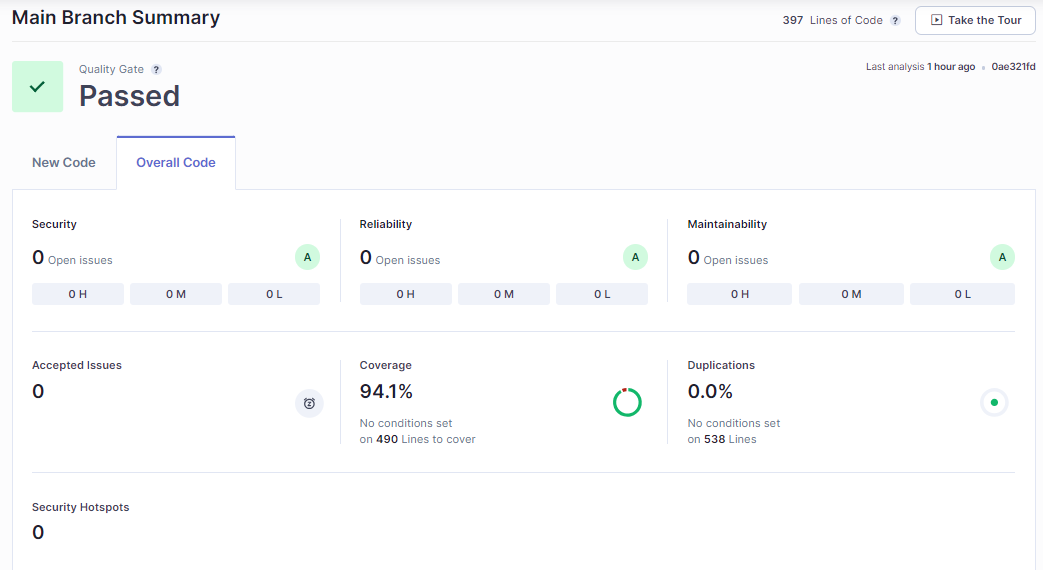 Main Branch Summary
397 Lines of Code ?
Take the Tour
Quality Gate ?
Passed
Last analysis 1 hour ago • 0ae321fd
New Code
Overall Code
Security
0 Open issues
A
0 H
0 M
0 L
Reliability
0 Open issues
A
0 H
0 M
0 L
Maintainability
0 Open issues
A
0 H
0 M
0 L
Accepted Issues
0
Coverage
94.1%
No conditions set
on 490 Lines to cover
Duplications
0.0%
No conditions set
on 538 Lines
Security Hotspots
0